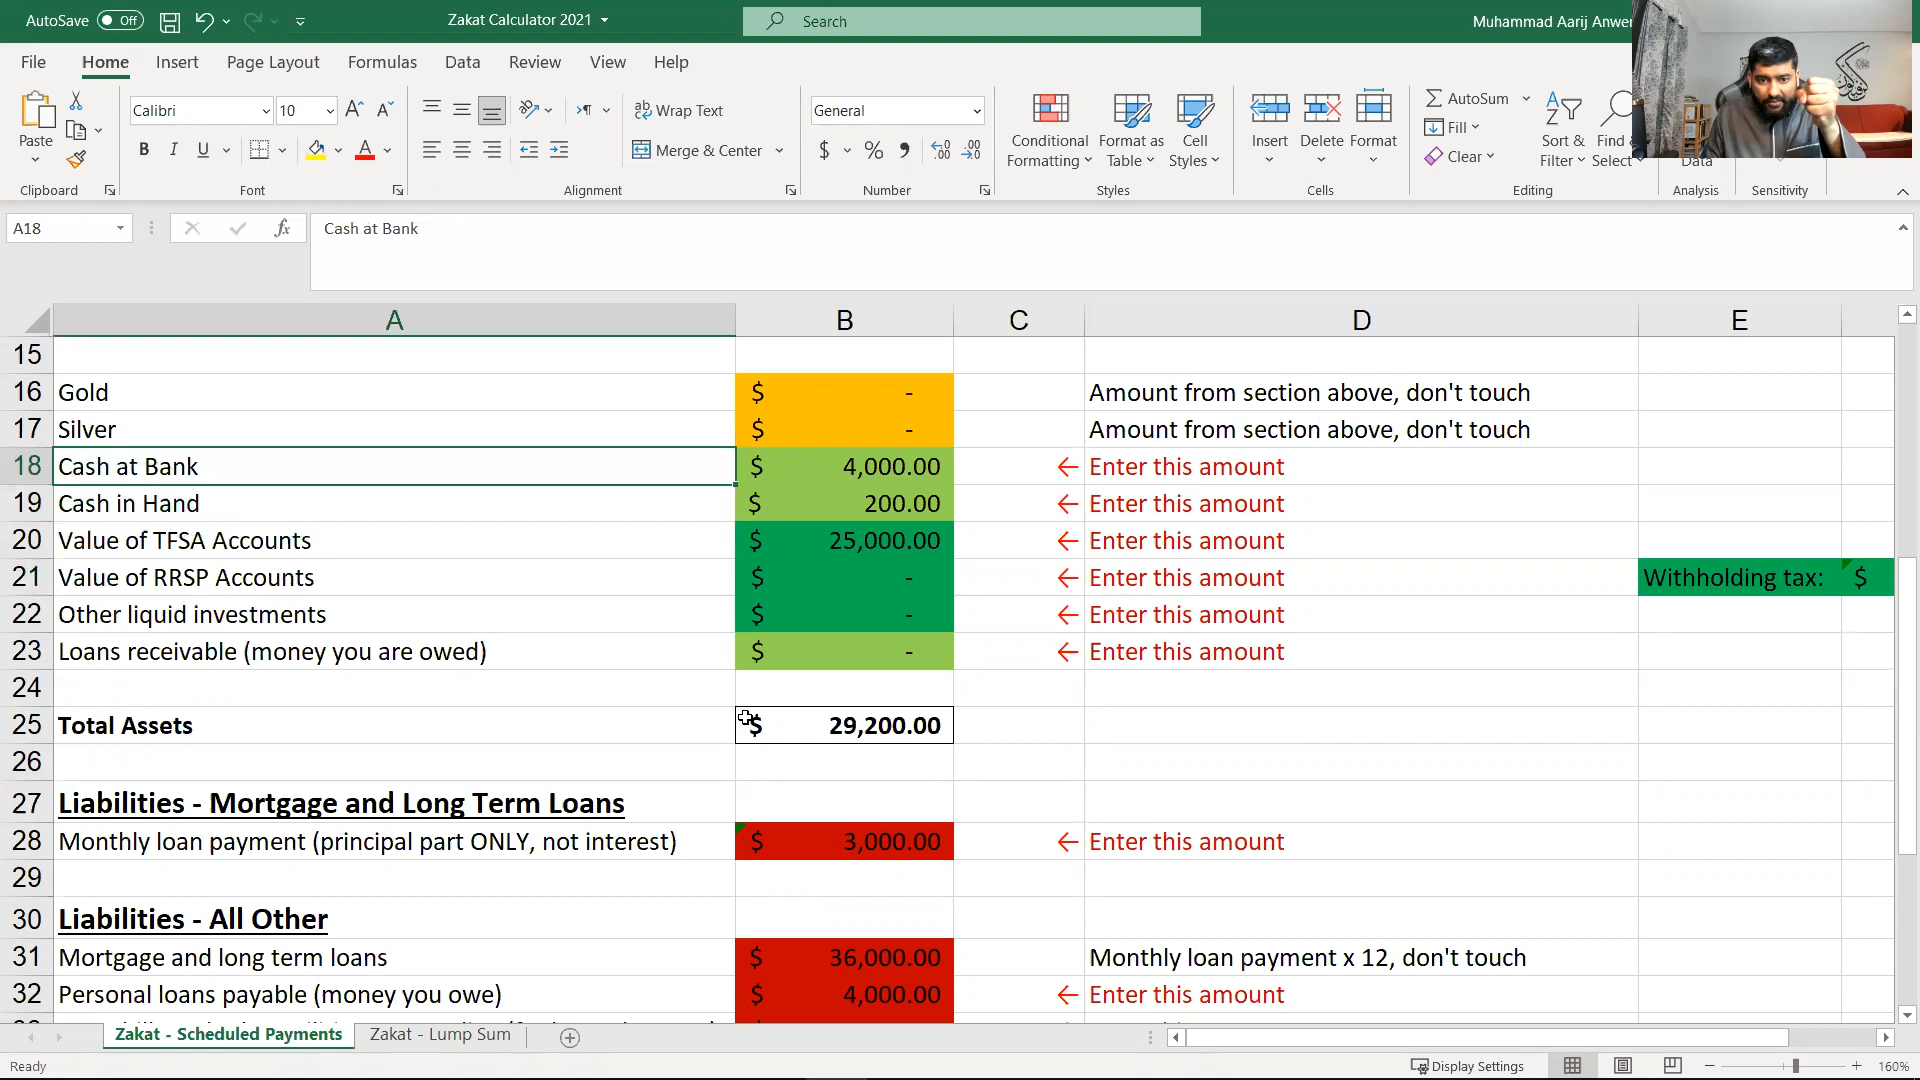 AutoSave Off
Zakat Calculator 2021
Search
Muhammad Aarij Anwer
File Home Insert Page Layout Formulas Data Review View Help
Paste
Clipboard
Calibri 10
B I U
Font
Wrap Text
Merge & Center
Alignment
General
$ % 9
Number
Conditional Formatting
Format as Table
Cell Styles
Styles
Insert
Delete
Format
Cells
AutoSum
Fill
Clear
Sort & Filter
Find Select
Editing
Data
Analysis
Sensitivity
A18
fx
Cash at Bank
A B C D E
15
16 Gold $ - Amount from section above, don't touch
17 Silver $ - Amount from section above, don't touch
18 Cash at Bank $ 4,000.00 ← Enter this amount
19 Cash in Hand $ 200.00 ← Enter this amount
20 Value of TFSA Accounts $ 25,000.00 ← Enter this amount
21 Value of RRSP Accounts $ - ← Enter this amount Withholding tax: $
22 Other liquid investments $ - ← Enter this amount
23 Loans receivable (money you are owed) $ - ← Enter this amount
24
25 Total Assets $ 29,200.00
26
27 Liabilities - Mortgage and Long Term Loans
28 Monthly loan payment (principal part ONLY, not interest) $ 3,000.00 ← Enter this amount
29
30 Liabilities - All Other
31 Mortgage and long term loans $ 36,000.00 Monthly loan payment x 12, don't touch
32 Personal loans payable (money you owe) $ 4,000.00 ← Enter this amount
Zakat - Scheduled Payments Zakat - Lump Sum
Ready
Display Settings
160%